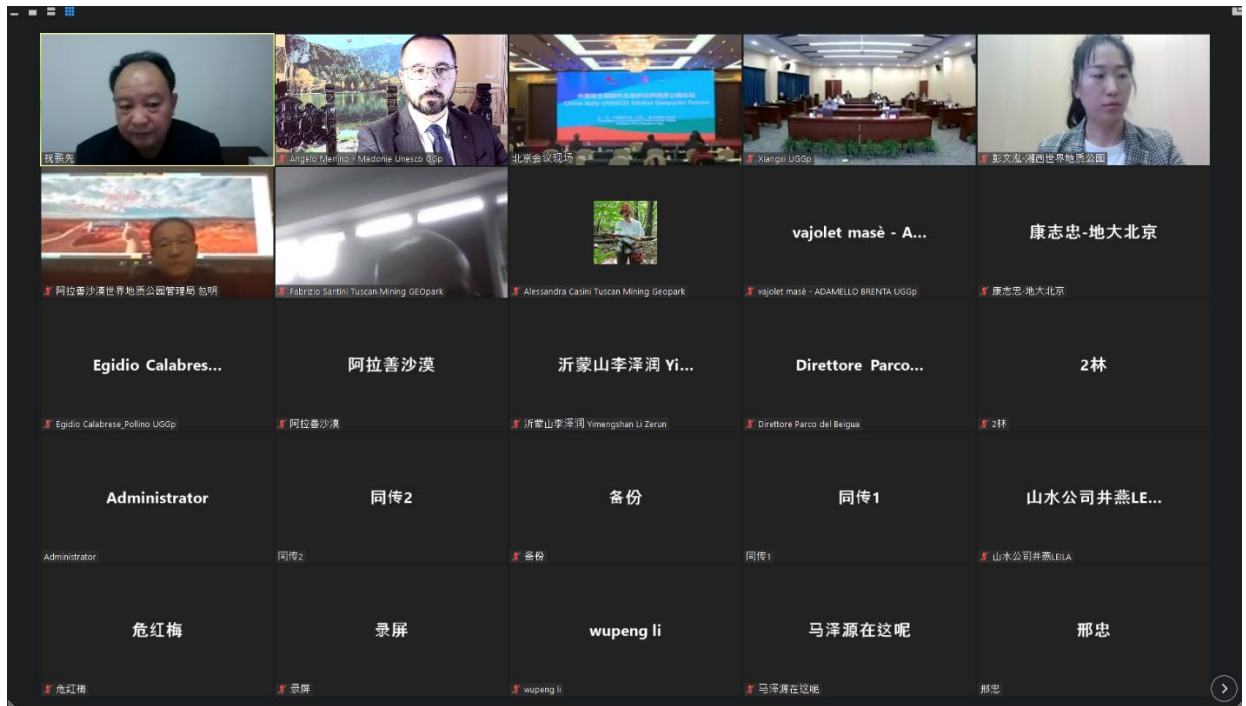 祝鹏先
Angelo Merlino - Madonie Unesco GGp
北京会议现场
China-Italy UNESCO Global Geoparks Forum
Xiangxi UGGp
彭文泓-湘西世界地质公园
阿拉善沙漠世界地质公园管理局 包明
Fabrizio Santini Tuscan Mining GEOpark
Alessandra Casini Tuscan Mining Geopark
vajolet masè - A...
vajolet masè - ADAMELLO BRENTA UGGp
康志忠-地大北京
康志忠-地大北京
Egidio Calabres...
Egidio Calabrese_Pollino UGGp
阿拉善沙漠
阿拉善沙漠
沂蒙山李泽润 Yi...
沂蒙山李泽润 Yimengshan Li Zerun
Direttore Parco...
Direttore Parco del Beigua
2林
2林
Administrator
Administrator
同传2
同传2
备份
备份
同传1
同传1
山水公司井燕LE...
山水公司井燕LEILA
危红梅
危红梅
录屏
录屏
wupeng li
wupeng li
马泽源在这呢
马泽源在这呢
邢忠
邢忠